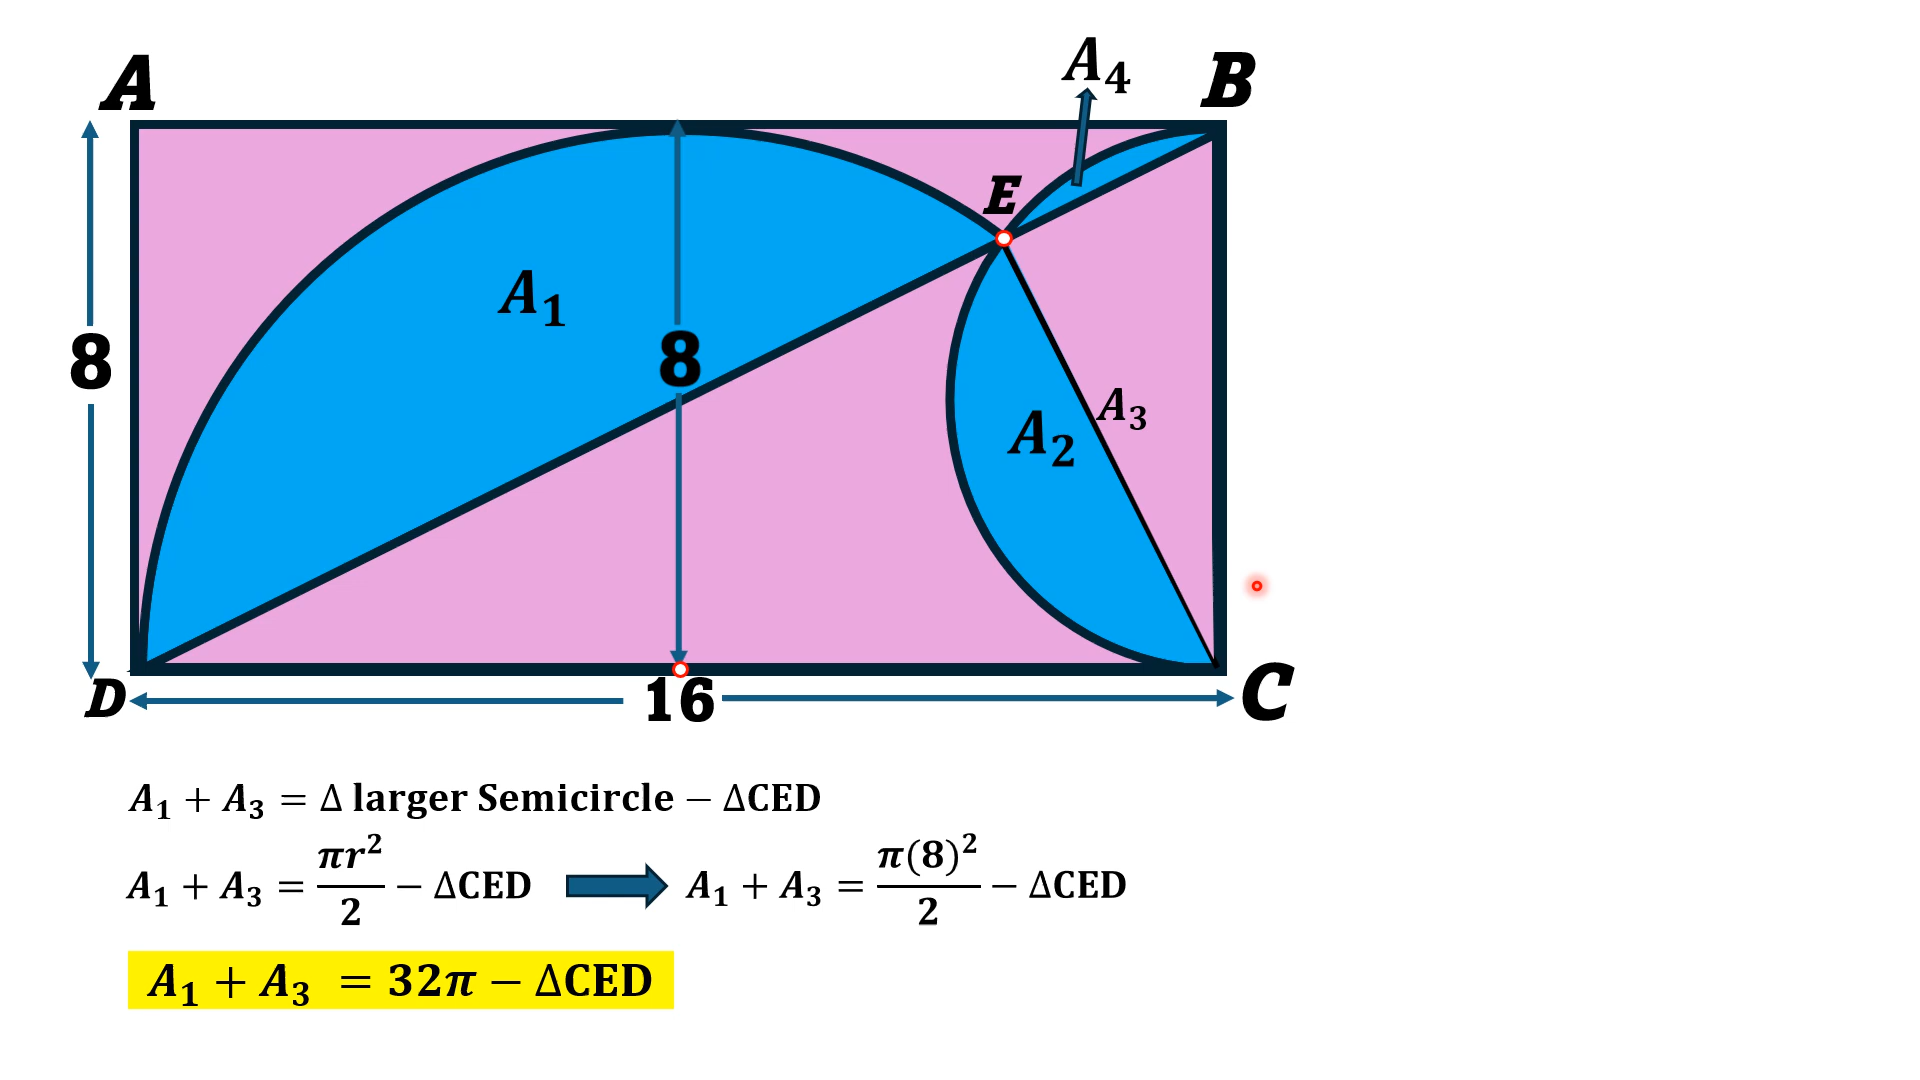 A₄
A
B
E
A₁
8
8
A₃
A₂
D
16
C
A₁ + A₃ = Δ larger Semicircle − ΔCED
A₁ + A₃ = πr²/2 − ΔCED A₁ + A₃ = π(8)²/2 − ΔCED
A₁ + A₃ = 32π − ΔCED